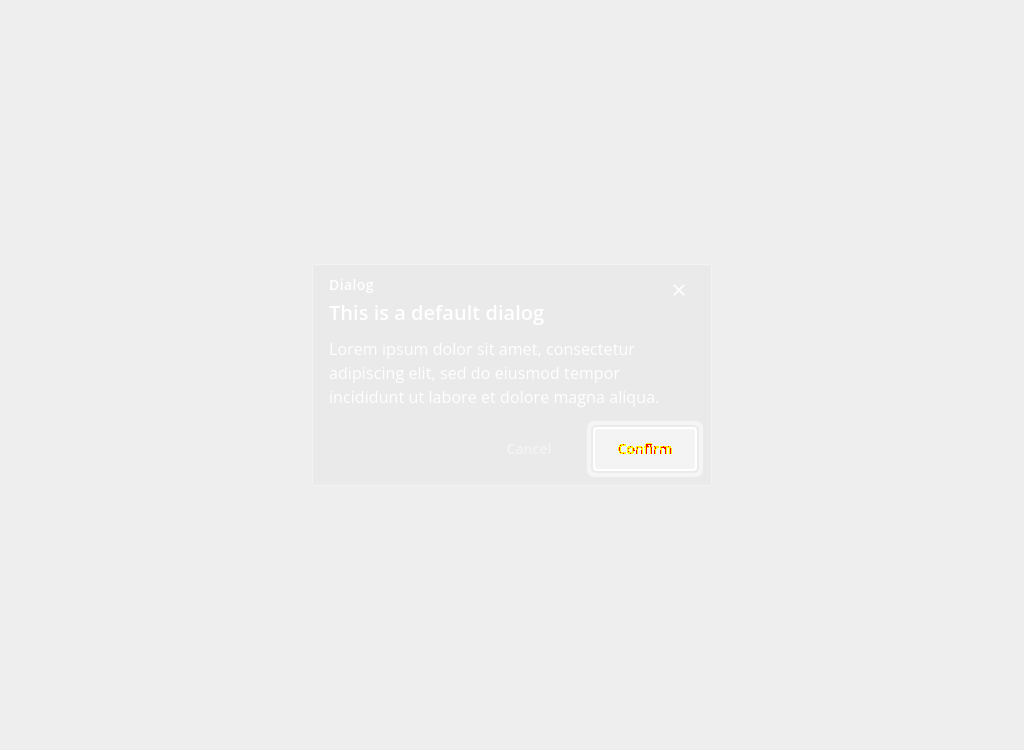 Dialog
This is a default dialog
Lorem ipsum dolor sit amet, consectetur
adipiscing elit, sed do eiusmod tempor
incididunt ut labore et dolore magna aliqua.
Cancel
Confirm